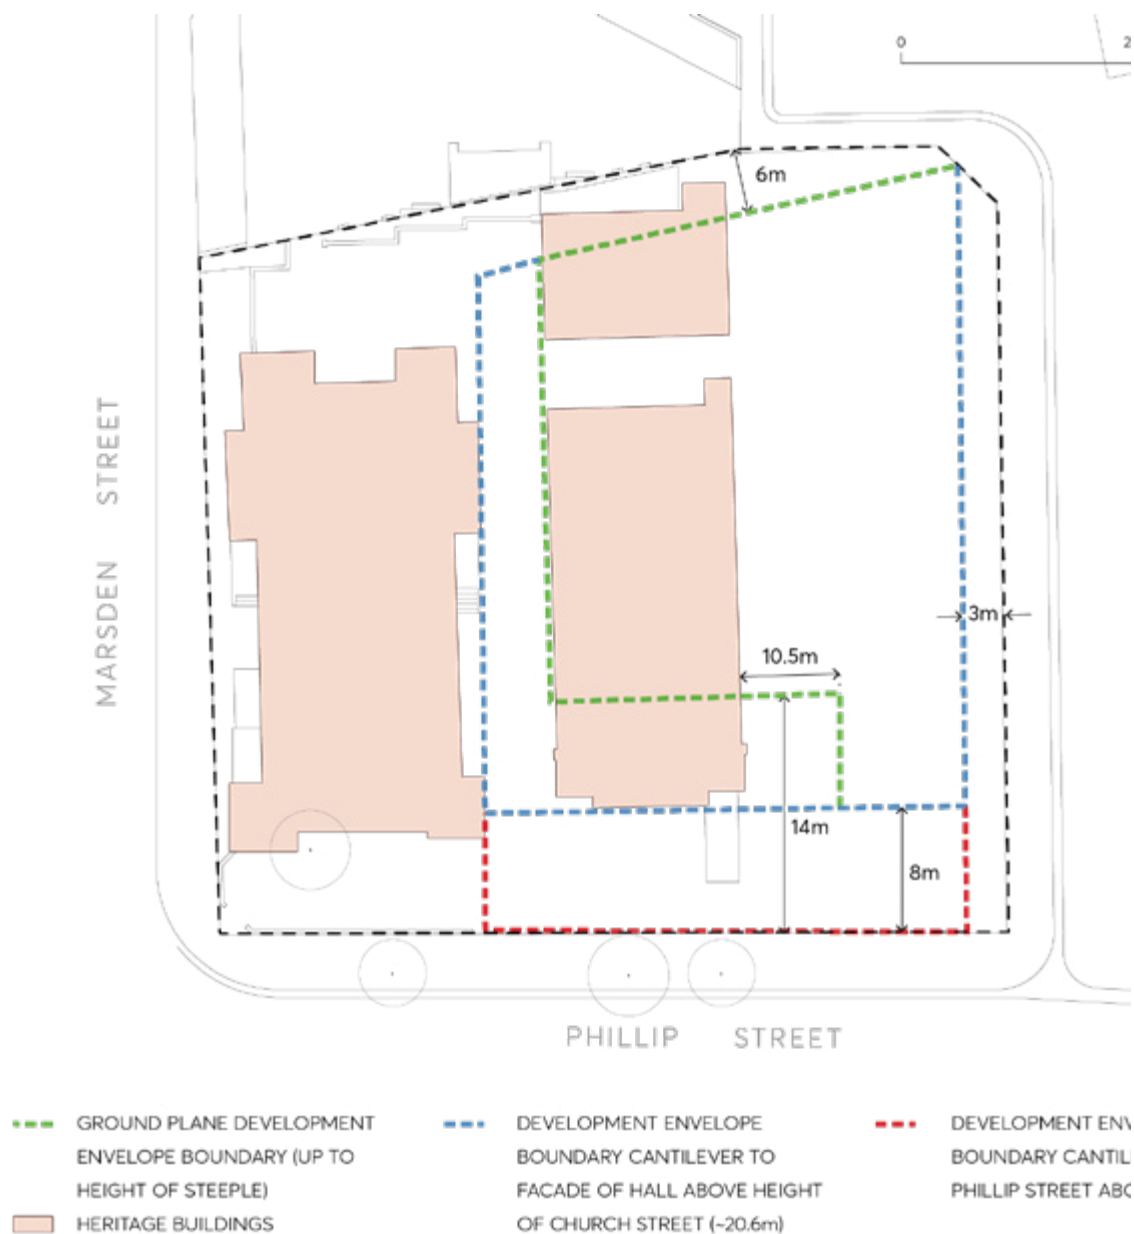 0
2
6m
MARSDEN STREET
3m
10.5m
14m
8m
PHILLIP STREET
GROUND PLANE DEVELOPMENT
ENVELOPE BOUNDARY (UP TO
HEIGHT OF STEEPLE)
HERITAGE BUILDINGS
DEVELOPMENT ENVELOPE
BOUNDARY CANTILEVER TO
FACADE OF HALL ABOVE HEIGHT
OF CHURCH STREET (~20.6m)
DEVELOPMENT ENV
BOUNDARY CANTIL
PHILLIP STREET ABO